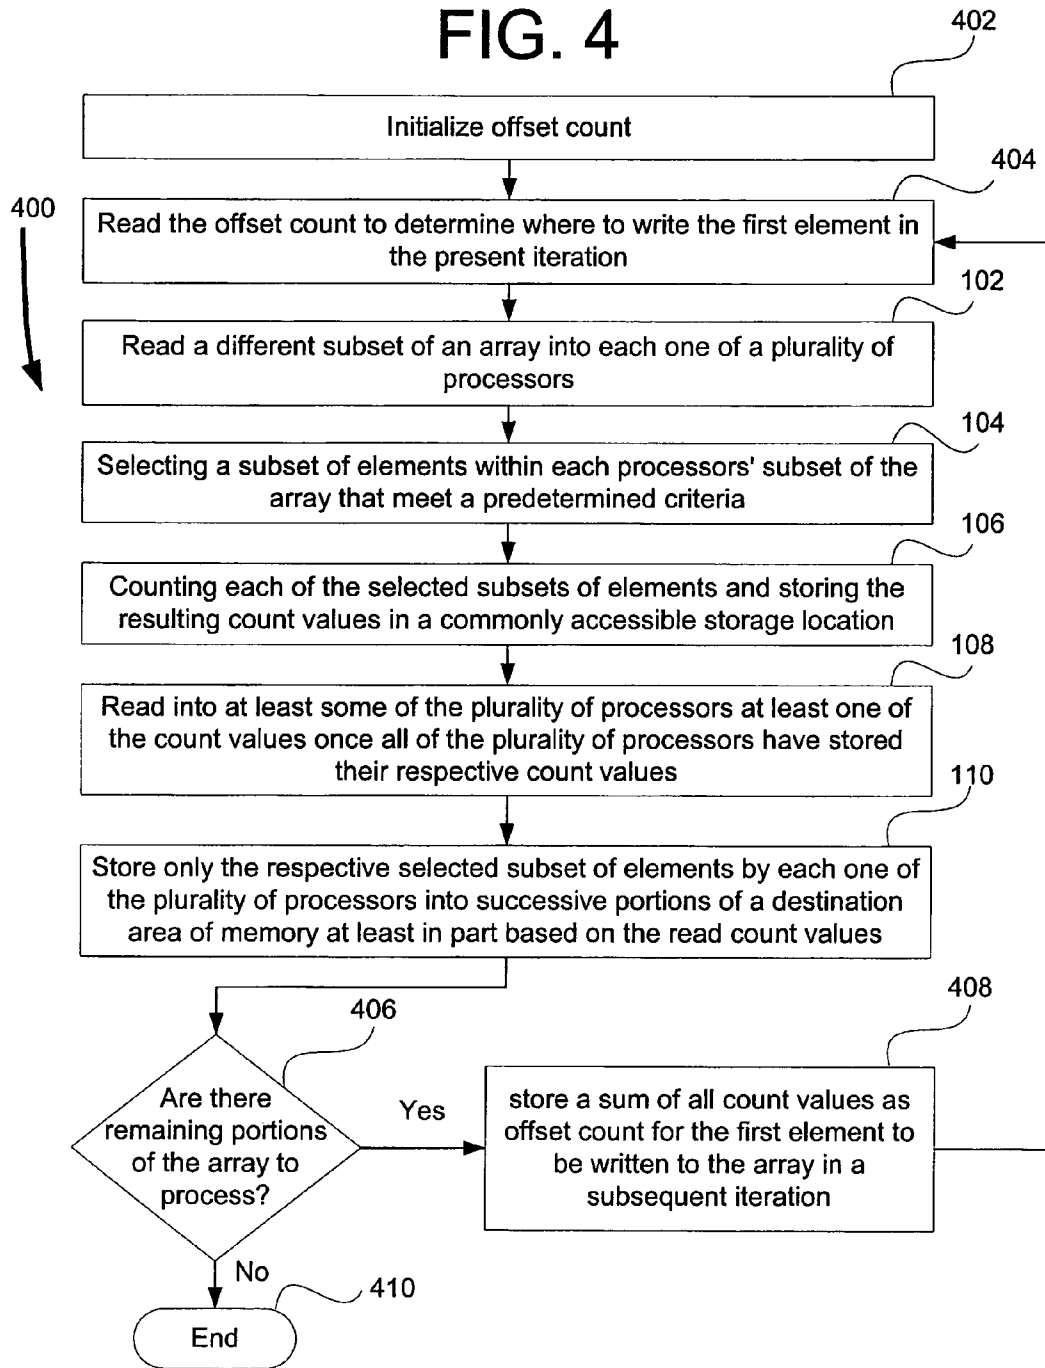 FIG. 4
402
Initialize offset count
404
400
Read the offset count to determine where to write the first element in
the present iteration
102
Read a different subset of an array into each one of a plurality of
processors
104
Selecting a subset of elements within each processors' subset of the
array that meet a predetermined criteria
106
Counting each of the selected subsets of elements and storing the
resulting count values in a commonly accessible storage location
108
Read into at least some of the plurality of processors at least one of
the count values once all of the plurality of processors have stored
their respective count values
110
Store only the respective selected subset of elements by each one of
the plurality of processors into successive portions of a destination
area of memory at least in part based on the read count values
406
Are there
remaining portions
of the array to
process?
Yes
408
store a sum of all count values as
offset count for the first element to
be written to the array in a
subsequent iteration
No
410
End